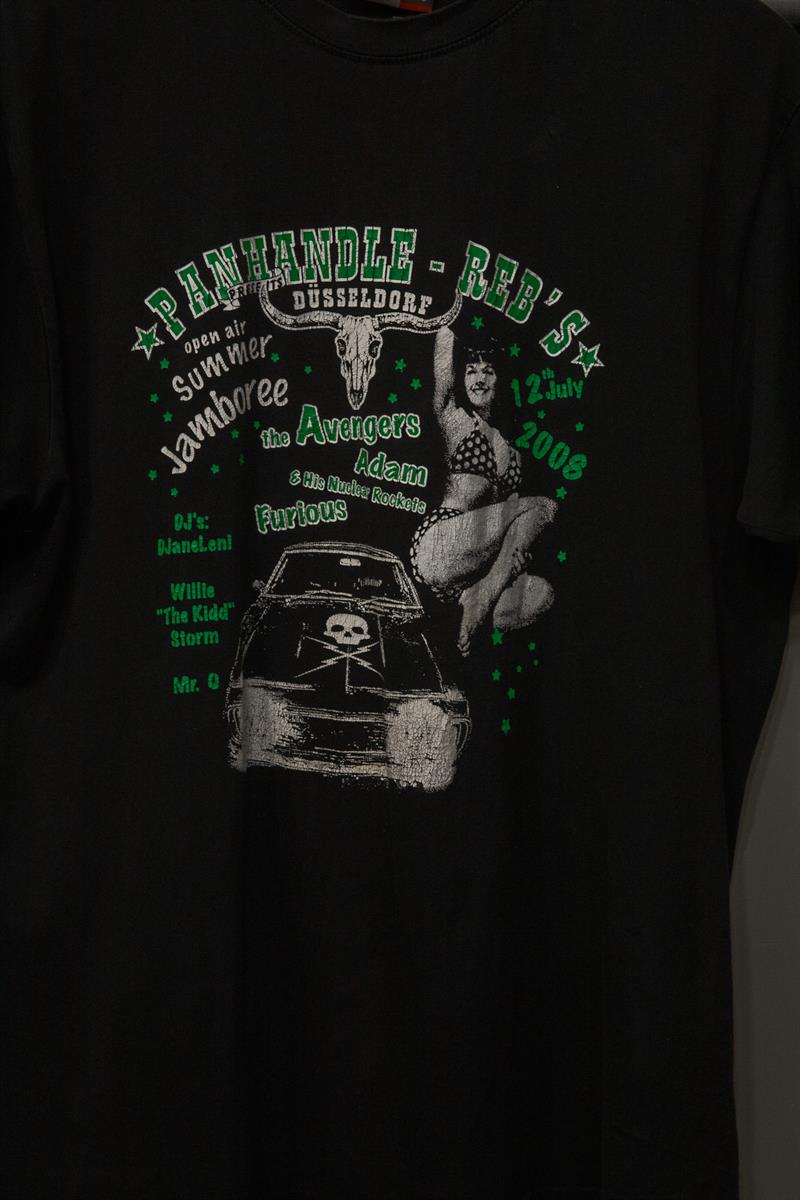 PANHANDLE - REB'S
PRESENTS
DÜSSELDORF
open air
Summer
Jamboree
12th July
2008
the Avengers
Adam
& His Nuclear Rockets
Furious
DJ's:
DJaneLeni
Willie
"The Kidd"
Storm
Mr. Q